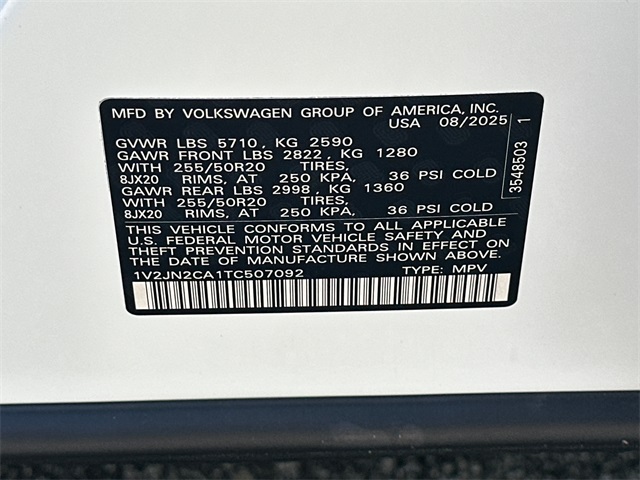 MFD BY VOLKSWAGEN GROUP OF AMERICA, INC.
USA 08/2025 1
GVWR LBS 5710, KG 2590
GAWR FRONT LBS 2822, KG 1280
WITH 255/50R20 TIRES,
8JX20 RIMS, AT 250 KPA, 36 PSI COLD
GAWR REAR LBS 2998, KG 1360
WITH 255/50R20 TIRES,
8JX20 RIMS, AT 250 KPA, 36 PSI COLD
THIS VEHICLE CONFORMS TO ALL APPLICABLE
U.S. FEDERAL MOTOR VEHICLE SAFETY AND
THEFT PREVENTION STANDARDS IN EFFECT ON
THE DATE OF MANUFACTURE SHOWN ABOVE.
1V2JN2CA1TC507092 TYPE: MPV
3548503